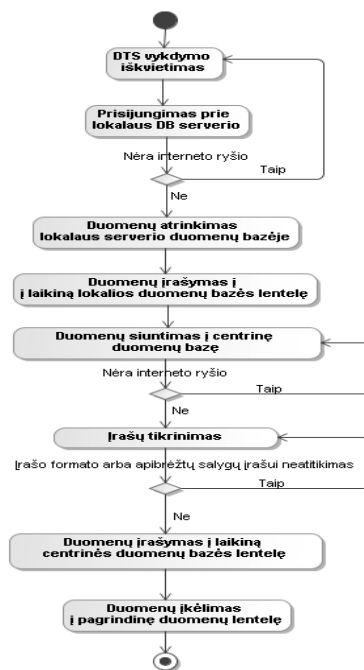 DTS vykdymo
iškvietimas
Prisijungimas prie
lokalaus DB serverio
Nėra interneto ryšio
Taip
Ne
Duomenų atrinkimas
lokalaus serverio duomenų bazėje
Duomenų įrašymas į
į laikiną lokalios duomenų bazės lentelę
Duomenų siuntimas į centrinę
duomenų bazę
Nėra interneto ryšio
Taip
Ne
Įrašų tikrinimas
Įrašo formato arba apibrėžtų salygų įrašui neatitikimas
Taip
Ne
Duomenų įrašymas į laikiną
centrinės duomenų bazės lentelę
Duomenų įkėlimas
į pagrindinę duomenų lentelę